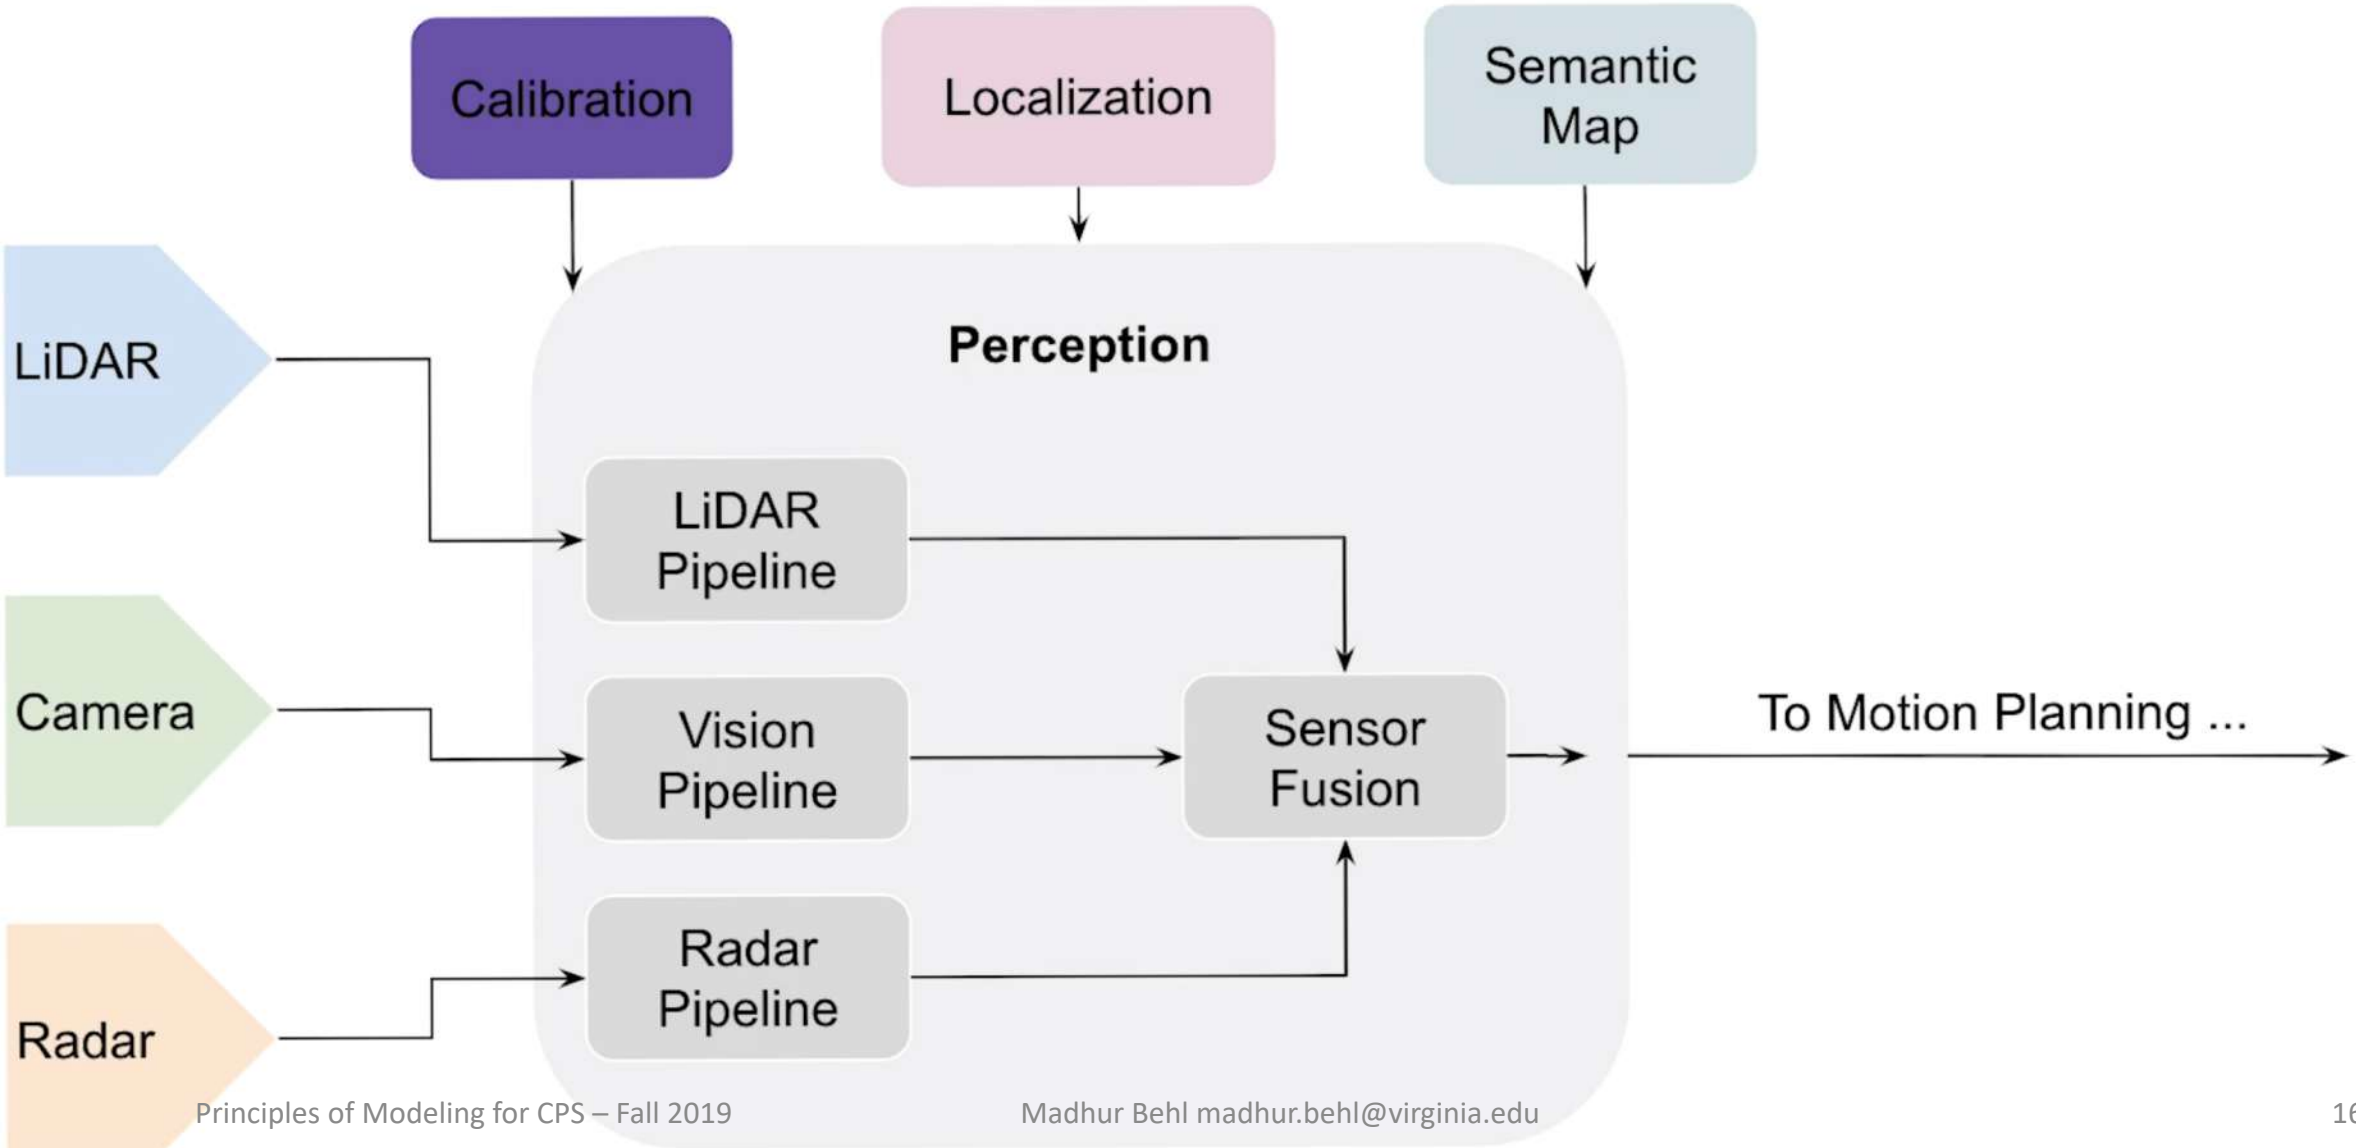 Calibration
Localization
Semantic
Map
LiDAR
Perception
LiDAR
Pipeline
Camera
Vision
Pipeline
Sensor
Fusion
To Motion Planning ...
Radar
Pipeline
Radar
Principles of Modeling for CPS – Fall 2019
Madhur Behl madhur.behl@virginia.edu
16